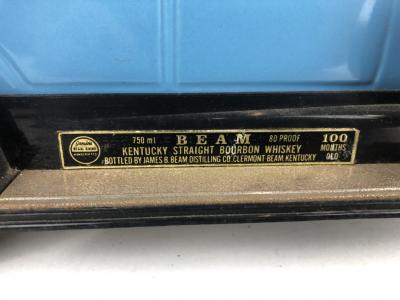 750 ml BEAM 80 PROOF 100
KENTUCKY STRAIGHT BOURBON WHISKEY MONTHS
BOTTLED BY JAMES B. BEAM DISTILLING CO. CLERMONT BEAM, KENTUCKY OLD
Genuine